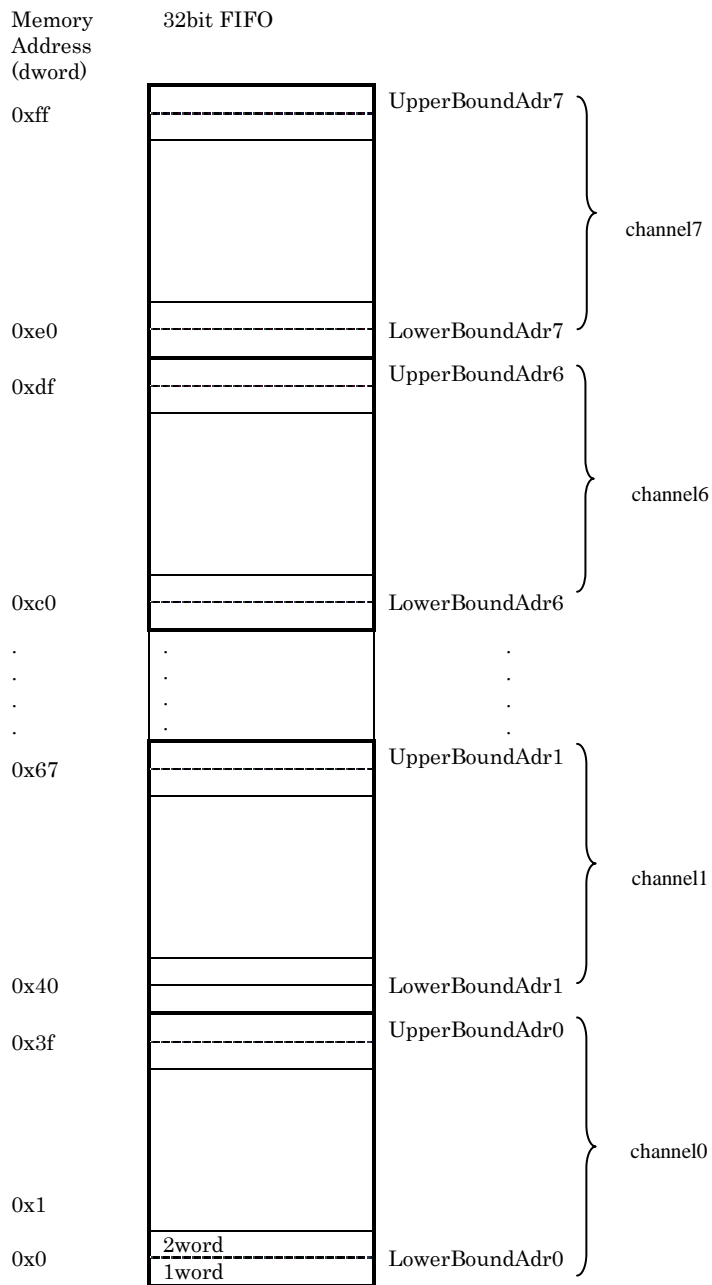 Memory 32bit FIFO
Address
(dword)
0xff UpperBoundAdr7
channel7
0xe0 LowerBoundAdr7
0xdf UpperBoundAdr6
channel6
0xc0 LowerBoundAdr6
. . .
. . .
. . .
. . .
0x67 UpperBoundAdr1
channel1
0x40 LowerBoundAdr1
0x3f UpperBoundAdr0
channel0
0x1
2word
0x0 LowerBoundAdr0
1word